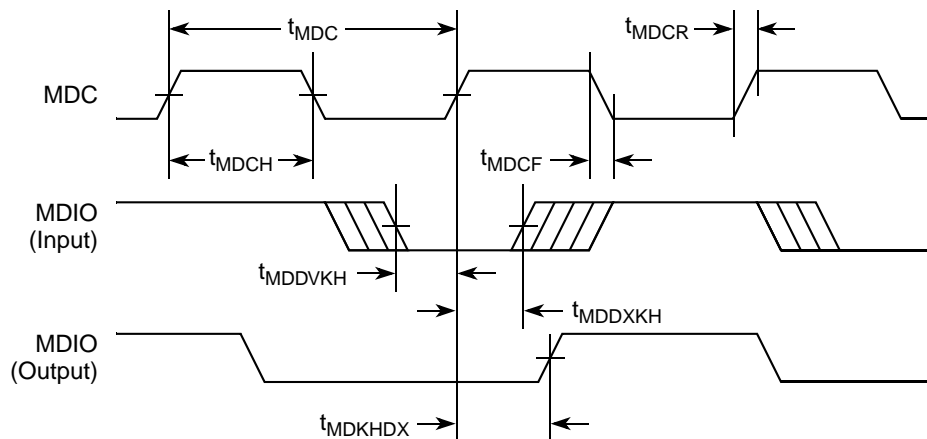 tMDC
tMDCR
MDC
tMDCH
tMDCF
MDIO
(Input)
tMDDVKH
tMDDXKH
MDIO
(Output)
tMDKHDX